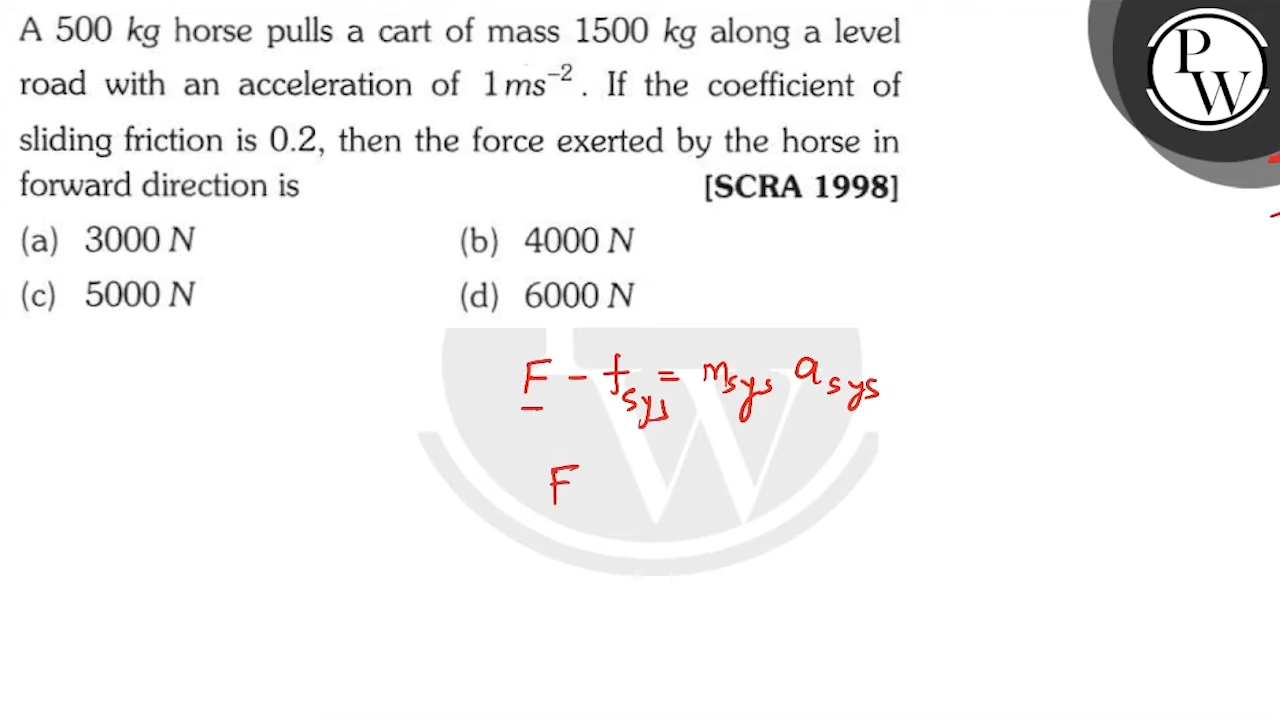 A 500 kg horse pulls a cart of mass 1500 kg along a level
road with an acceleration of 1 ms⁻². If the coefficient of
sliding friction is 0.2, then the force exerted by the horse in
forward direction is [SCRA 1998]
(a) 3000 N (b) 4000 N
(c) 5000 N (d) 6000 N
F - f_sys = m_sys a_sys
F
PW